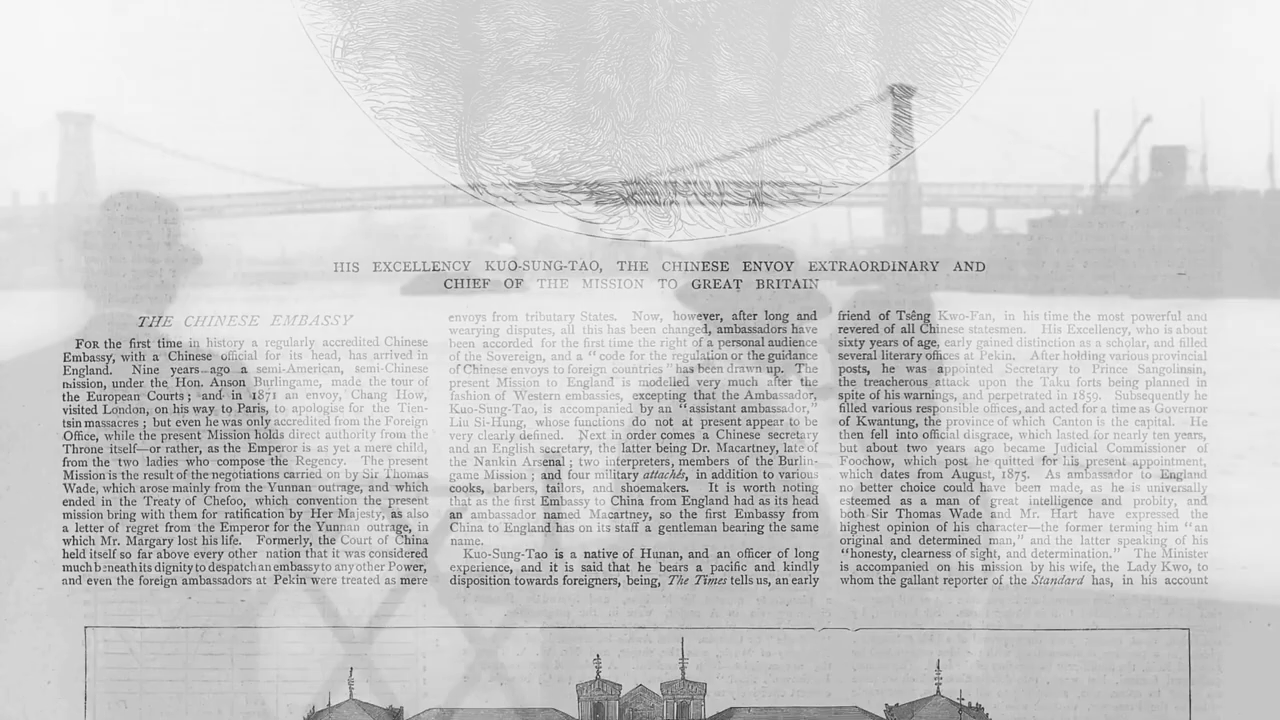 HIS EXCELLENCY KUO-SUNG-TAO, THE CHINESE ENVOY EXTRAORDINARY AND
CHIEF OF THE MISSION TO GREAT BRITAIN
THE CHINESE EMBASSY
FOR the first time in history a regularly accredited Chinese
Embassy, with a Chinese official for its head, has arrived in
England. Nine years ago a semi-American, semi-Chinese
mission, under the Hon. Anson Burlingame, made the tour of
the European Courts; and in 1871 an envoy, Chang How,
visited London, on his way to Paris, to apologise for the Tien-
tsin massacres; but even he was only accredited from the Foreign
Office, while the present Mission holds direct authority from the
Throne itself—or rather, as the Emperor is as yet a mere child,
from the two ladies who compose the Regency. The present
Mission is the result of the negotiations carried on by Sir Thomas
Wade, which arose mainly from the Yunnan outrage, and which
ended in the Treaty of Chefoo, which convention the present
mission bring with them for ratification by Her Majesty, as also
a letter of regret from the Emperor for the Yunnan outrage, in
which Mr. Margary lost his life. Formerly, the Court of China
held itself so far above every other nation that it was considered
much beneath its dignity to despatch an embassy to any other Power,
and even the foreign ambassadors at Pekin were treated as mere
envoys from tributary States. Now, however, after long and
wearying disputes, all this has been changed, ambassadors have
been accorded for the first time the right of a personal audience
of the Sovereign, and a "code for the regulation or the guidance
of Chinese envoys to foreign countries" has been drawn up. The
present Mission to England is modelled very much after the
fashion of Western embassies, excepting that the Ambassador,
Kuo-Sung-Tao, is accompanied by an "assistant ambassador,"
Liu Si-Hung, whose functions do not at present appear to be
very clearly defined. Next in order comes a Chinese secretary
and an English secretary, the latter being Dr. Macartney, late of
the Nankin Arsenal; two interpreters, members of the Burlin-
game Mission; and four military attachés, in addition to various
cooks, barbers, tailors, and shoemakers. It is worth noting
that as the first Embassy to China from England had as its head
an ambassador named Macartney, so the first Embassy from
China to England has on its staff a gentleman bearing the same
name.
Kuo-Sung-Tao is a native of Hunan, and an officer of long
experience, and it is said that he bears a pacific and kindly
disposition towards foreigners, being, The Times tells us, an early
friend of Tsêng Kwo-Fan, in his time the most powerful and
revered of all Chinese statesmen. His Excellency, who is about
sixty years of age, early gained distinction as a scholar, and filled
several literary offices at Pekin. After holding various provincial
posts, he was appointed Secretary to Prince Sangolinsin,
the treacherous attack upon the Taku forts being planned in
spite of his warnings, and perpetrated in 1859. Subsequently he
filled various responsible offices, and acted for a time as Governor
of Kwantung, the province of which Canton is the capital. He
then fell into official disgrace, which lasted for nearly ten years,
but about two years ago became Judicial Commissioner of
Foochow, which post he quitted for his present appointment,
which dates from August, 1875. As ambassador to England
no better choice could have been made, as he is universally
esteemed as a man of great intelligence and probity, and
both Sir Thomas Wade and Mr. Hart have expressed the
highest opinion of his character—the former terming him "an
original and determined man," and the latter speaking of his
"honesty, clearness of sight, and determination." The Minister
is accompanied on his mission by his wife, the Lady Kwo, to
whom the gallant reporter of the Standard has, in his account